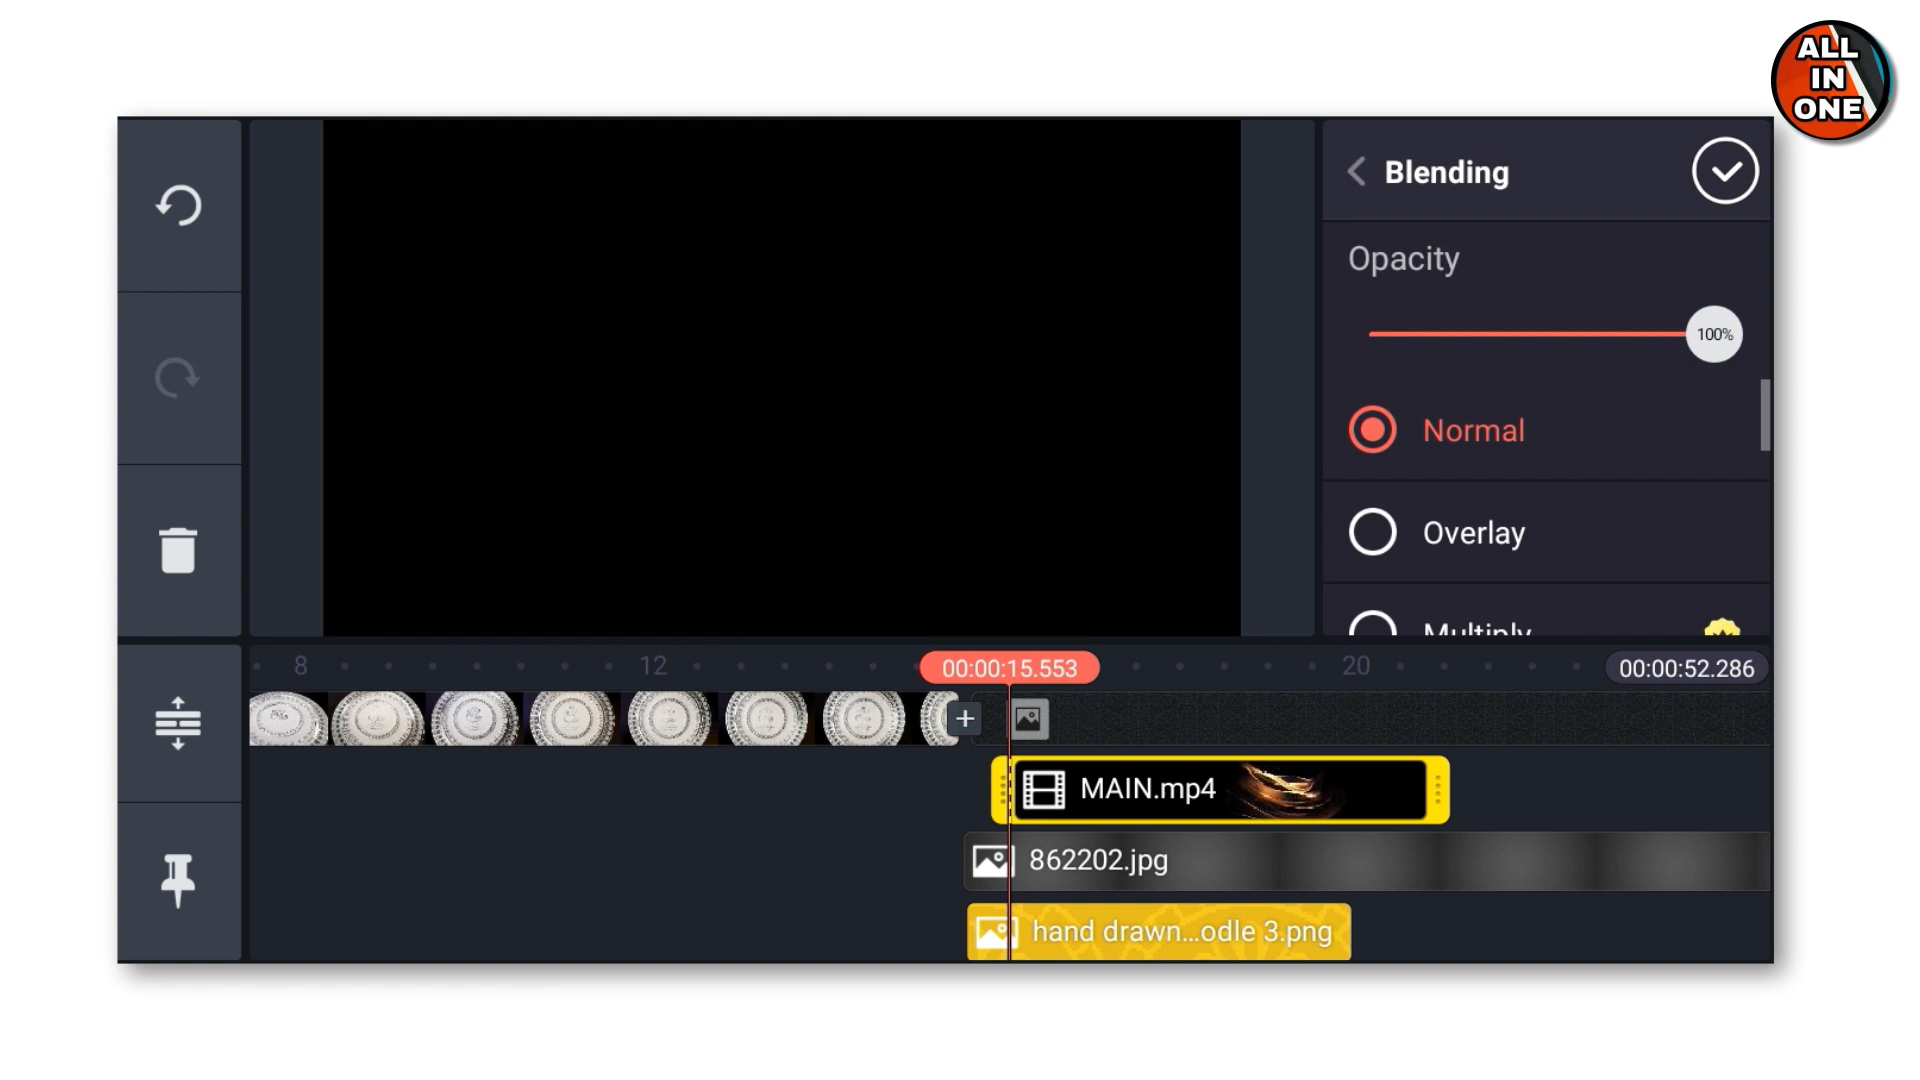 ALL
IN
ONE
Blending
Opacity
100%
Normal
Overlay
Multiply
8
12
00:00:15.553
20
00:00:52.286
MAIN.mp4
862202.jpg
hand drawn...odle 3.png